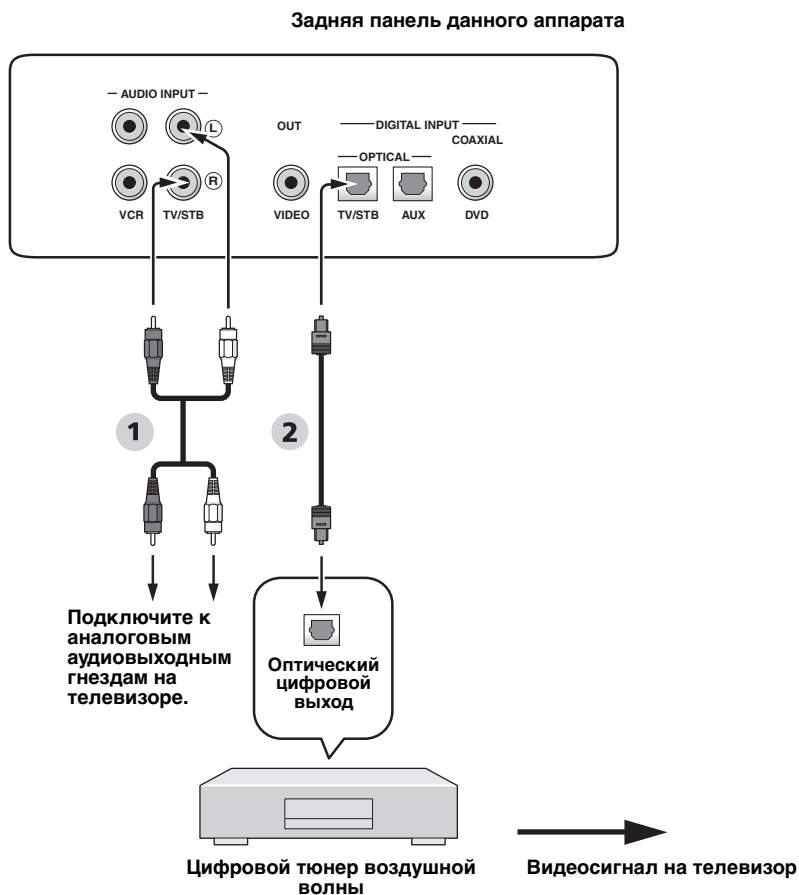 Задняя панель данного аппарата
AUDIO INPUT
L
R
VCR
TV/STB
OUT
VIDEO
DIGITAL INPUT
COAXIAL
OPTICAL
TV/STB
AUX
DVD
1
2
Подключите к
аналоговым
аудиовыходным
гнездам на
телевизоре.
Оптический
цифровой
выход
Цифровой тюнер воздушной
волны
Видеосигнал на телевизор